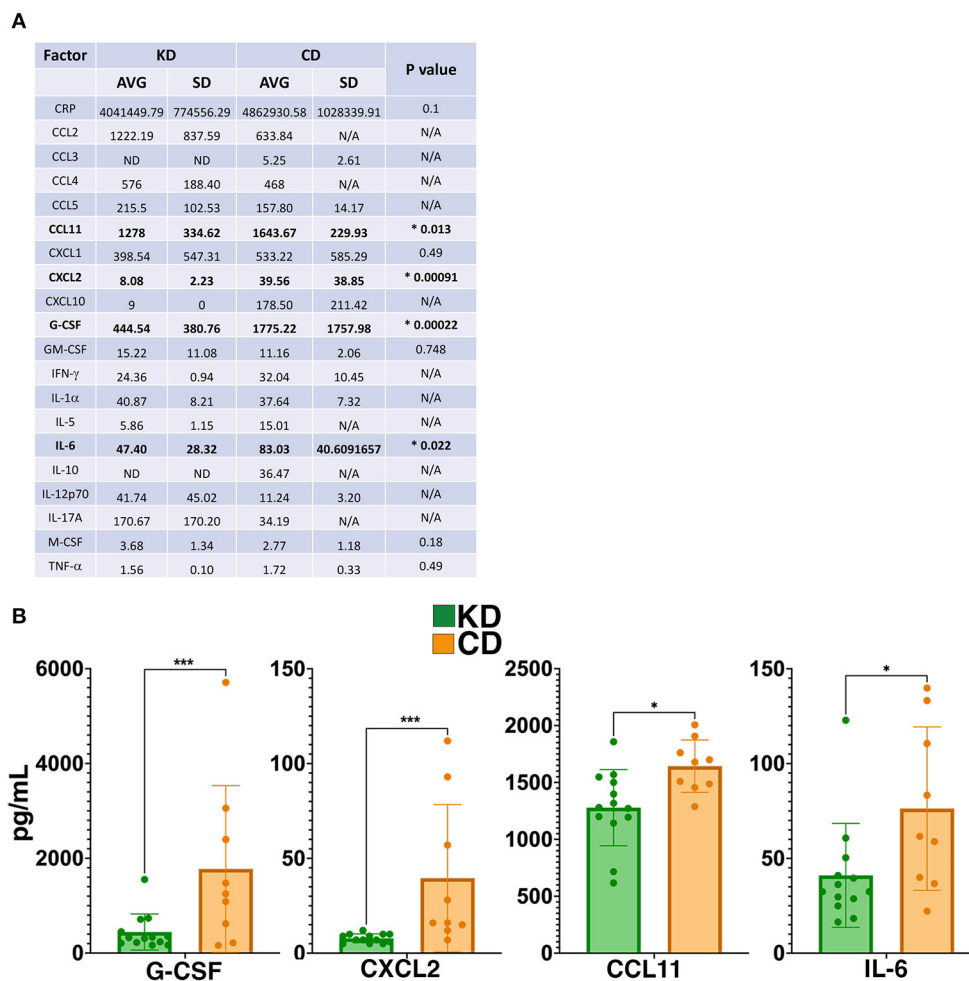 A
Factor KD CD P value
AVG SD AVG SD
CRP 4041449.79 774556.29 4862930.58 1028339.91 0.1
CCL2 1222.19 837.59 633.84 N/A N/A
CCL3 ND ND 5.25 2.61 N/A
CCL4 576 188.40 468 N/A N/A
CCL5 215.5 102.53 157.80 14.17 N/A
CCL11 1278 334.62 1643.67 229.93 * 0.013
CXCL1 398.54 547.31 533.22 585.29 0.49
CXCL2 8.08 2.23 39.56 38.85 * 0.00091
CXCL10 9 0 178.50 211.42 N/A
G-CSF 444.54 380.76 1775.22 1757.98 * 0.00022
GM-CSF 15.22 11.08 11.16 2.06 0.748
IFN-γ 24.36 0.94 32.04 10.45 N/A
IL-1α 40.87 8.21 37.64 7.32 N/A
IL-5 5.86 1.15 15.01 N/A N/A
IL-6 47.40 28.32 83.03 40.6091657 * 0.022
IL-10 ND ND 36.47 N/A N/A
IL-12p70 41.74 45.02 11.24 3.20 N/A
IL-17A 170.67 170.20 34.19 N/A N/A
M-CSF 3.68 1.34 2.77 1.18 0.18
TNF-α 1.56 0.10 1.72 0.33 0.49
B
KD
CD
pg/mL
6000
4000
2000
0
***
G-CSF
150
100
50
0
***
CXCL2
2500
2000
1500
1000
500
0
*
CCL11
150
100
50
0
*
IL-6